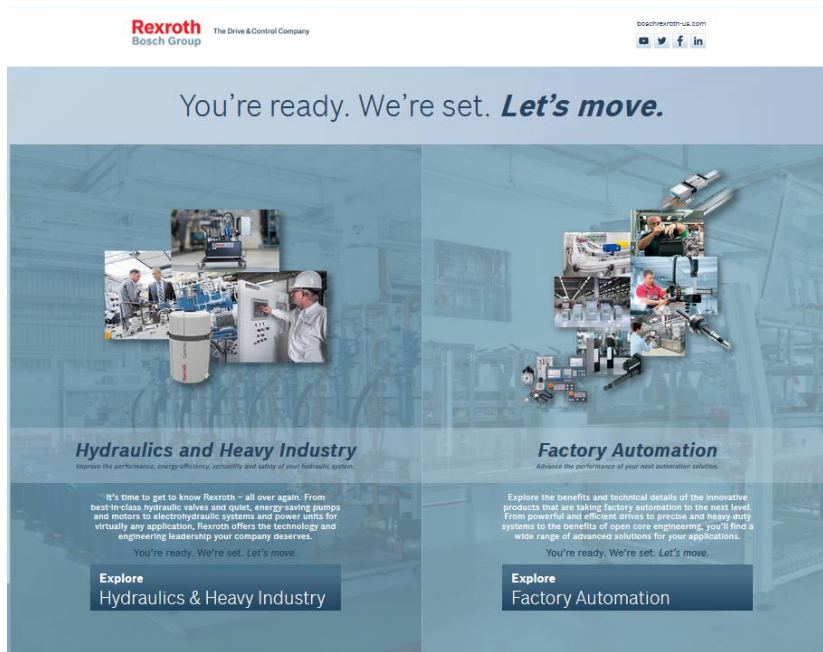 Rexroth
Bosch Group
The Drive & Control Company
boschrexroth-us.com
You're ready. We're set. Let's move.
Hydraulics and Heavy Industry
Improve the performance, energy-efficiency, versatility and safety of your hydraulic system.
It's time to get to know Rexroth – all over again. From
best-in-class hydraulic valves and quiet, energy-saving pumps
and motors to electrohydraulic systems and power units for
virtually any application, Rexroth offers the technology and
engineering leadership your company deserves.
You're ready. We're set. Let's move.
Explore
Hydraulics & Heavy Industry
Factory Automation
Advance the performance of your next automation solution.
Explore the benefits and technical details of the innovative
products that are taking factory automation to the next level.
From powerful and efficient drives to precise and heavy duty
systems to the benefits of open core engineering, you'll find a
wide range of advanced solutions for your applications.
You're ready. We're set. Let's move.
Explore
Factory Automation